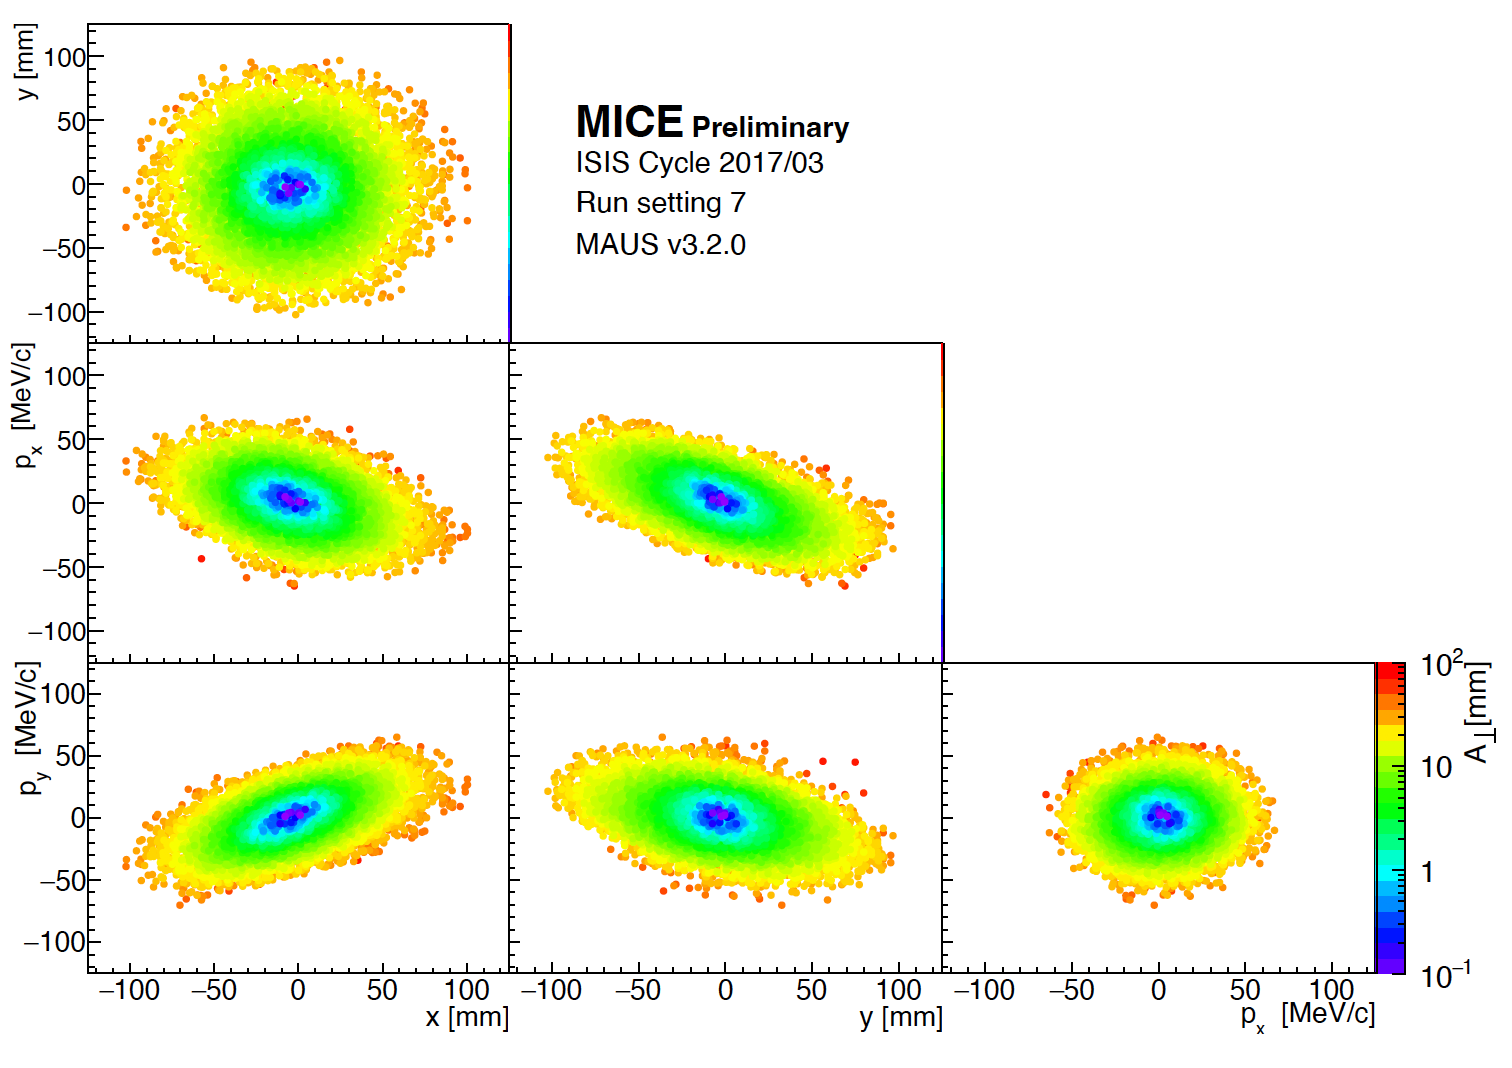 y [mm]
100
50
0
−50
−100
MICE Preliminary
ISIS Cycle 2017/03
Run setting 7
MAUS v3.2.0
p_x [MeV/c]
100
50
0
−50
−100
p_y [MeV/c]
100
50
0
−50
−100
−100 −50 0 50 100
x [mm]
−100 −50 0 50 100
y [mm]
−100 −50 0 50 100
p_x [MeV/c]
10²
10
1
10⁻¹
A⊥ [mm]